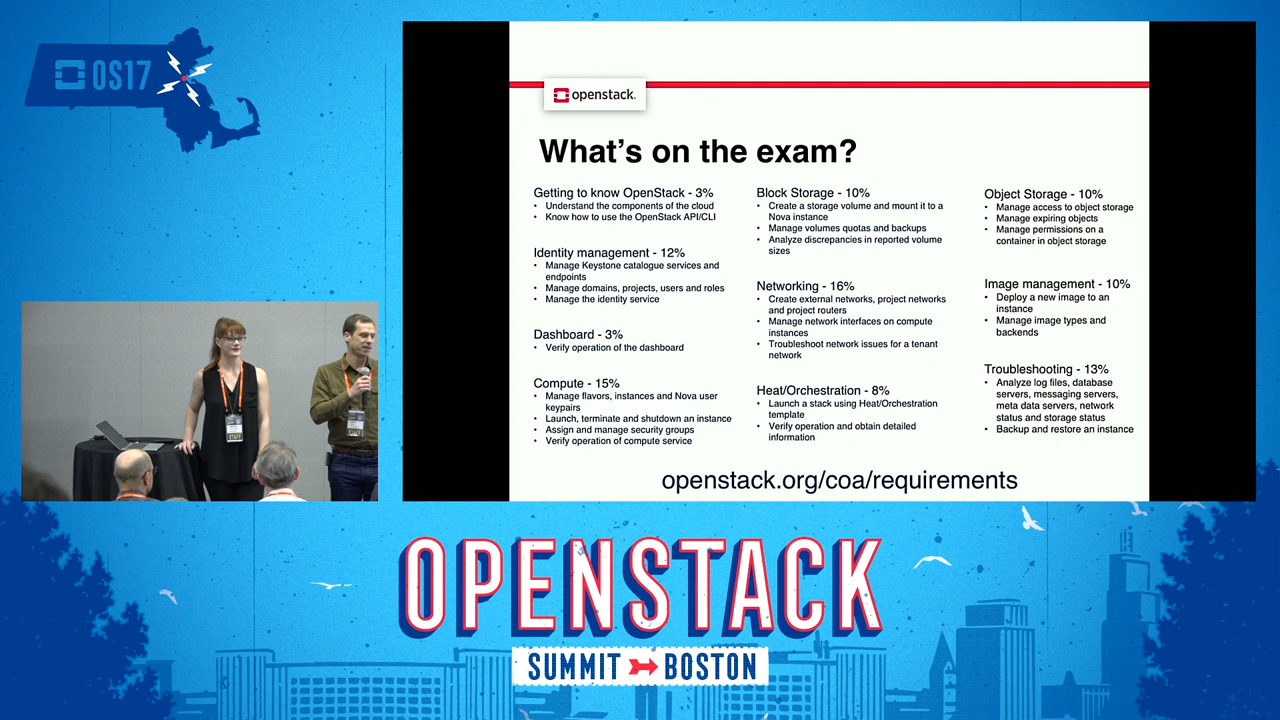 OS17
openstack.
What's on the exam?
Getting to know OpenStack - 3%
• Understand the components of the cloud
• Know how to use the OpenStack API/CLI
Identity management - 12%
• Manage Keystone catalogue services and
endpoints
• Manage domains, projects, users and roles
• Manage the identity service
Dashboard - 3%
• Verify operation of the dashboard
Compute - 15%
• Manage flavors, instances and Nova user
keypairs
• Launch, terminate and shutdown an instance
• Assign and manage security groups
• Verify operation of compute service
Block Storage - 10%
• Create a storage volume and mount it to a
Nova instance
• Manage volumes quotas and backups
• Analyze discrepancies in reported volume
sizes
Networking - 16%
• Create external networks, project networks
and project routers
• Manage network interfaces on compute
instances
• Troubleshoot network issues for a tenant
network
Heat/Orchestration - 8%
• Launch a stack using Heat/Orchestration
template
• Verify operation and obtain detailed
information
Object Storage - 10%
• Manage access to object storage
• Manage expiring objects
• Manage permissions on a
container in object storage
Image management - 10%
• Deploy a new image to an
instance
• Manage image types and
backends
Troubleshooting - 13%
• Analyze log files, database
servers, messaging servers,
meta data servers, network
status and storage status
• Backup and restore an instance
openstack.org/coa/requirements
STAFF
STAFF
OPENSTACK
SUMMIT BOSTON